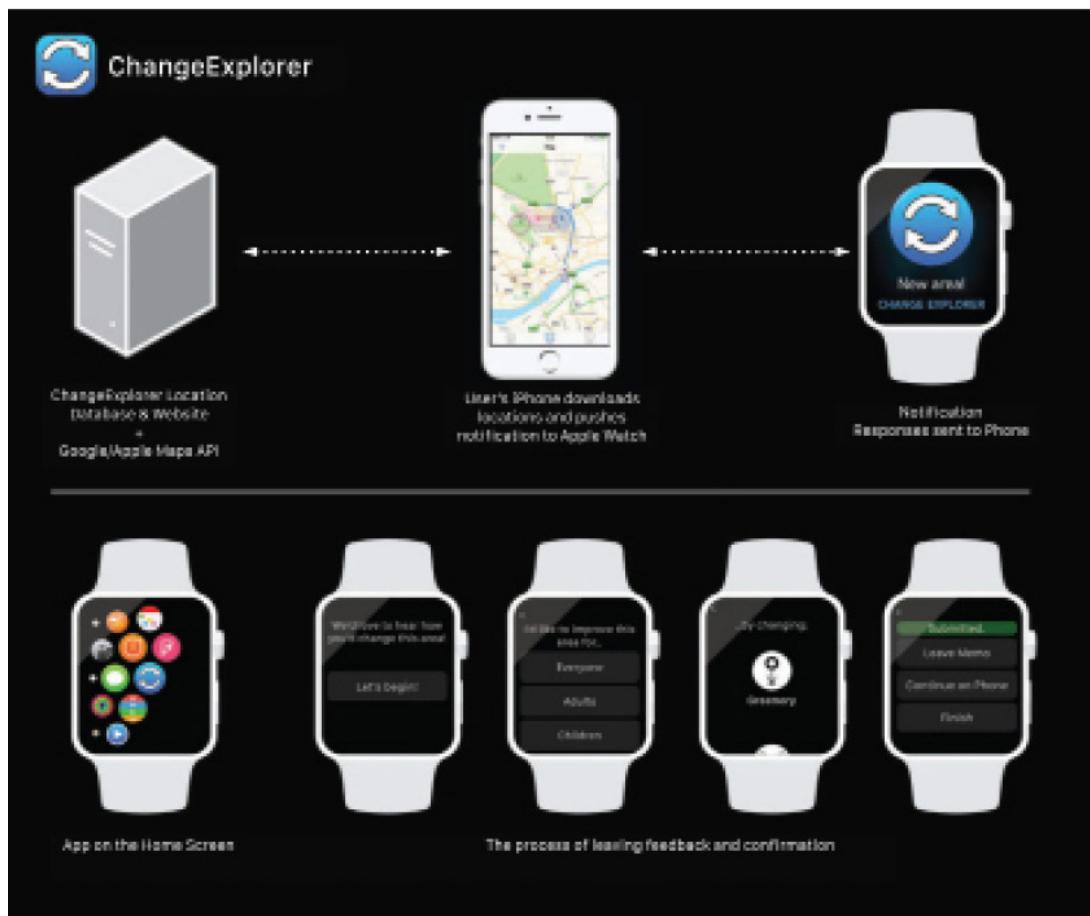 ChangeExplorer
New area!
CHANGE EXPLORER
ChangeExplorer Location
Database & Website
+
Google/Apple Maps API
User's iPhone downloads
locations and pushes
notification to Apple Watch
Notification
Responses sent to Phone
We'd love to hear how
you'd change this area!
Let's begin!
I'd like to improve this
area for...
Everyone
Adults
Children
...by changing.
Greenery
Submitted.
Leave Memo
Continue on Phone
Finish
App on the Home Screen
The process of leaving feedback and confirmation